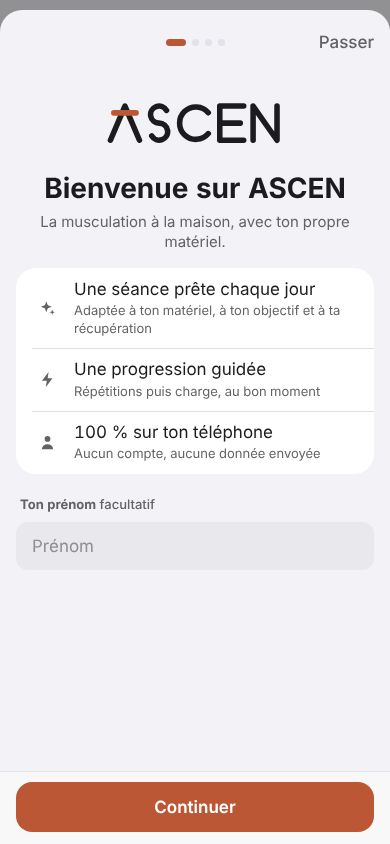 Passer
ASCEN
Bienvenue sur ASCEN
La musculation à la maison, avec ton propre
matériel.
Une séance prête chaque jour
Adaptée à ton matériel, à ton objectif et à ta
récupération
Une progression guidée
Répétitions puis charge, au bon moment
100 % sur ton téléphone
Aucun compte, aucune donnée envoyée
Ton prénom facultatif
Prénom
Continuer